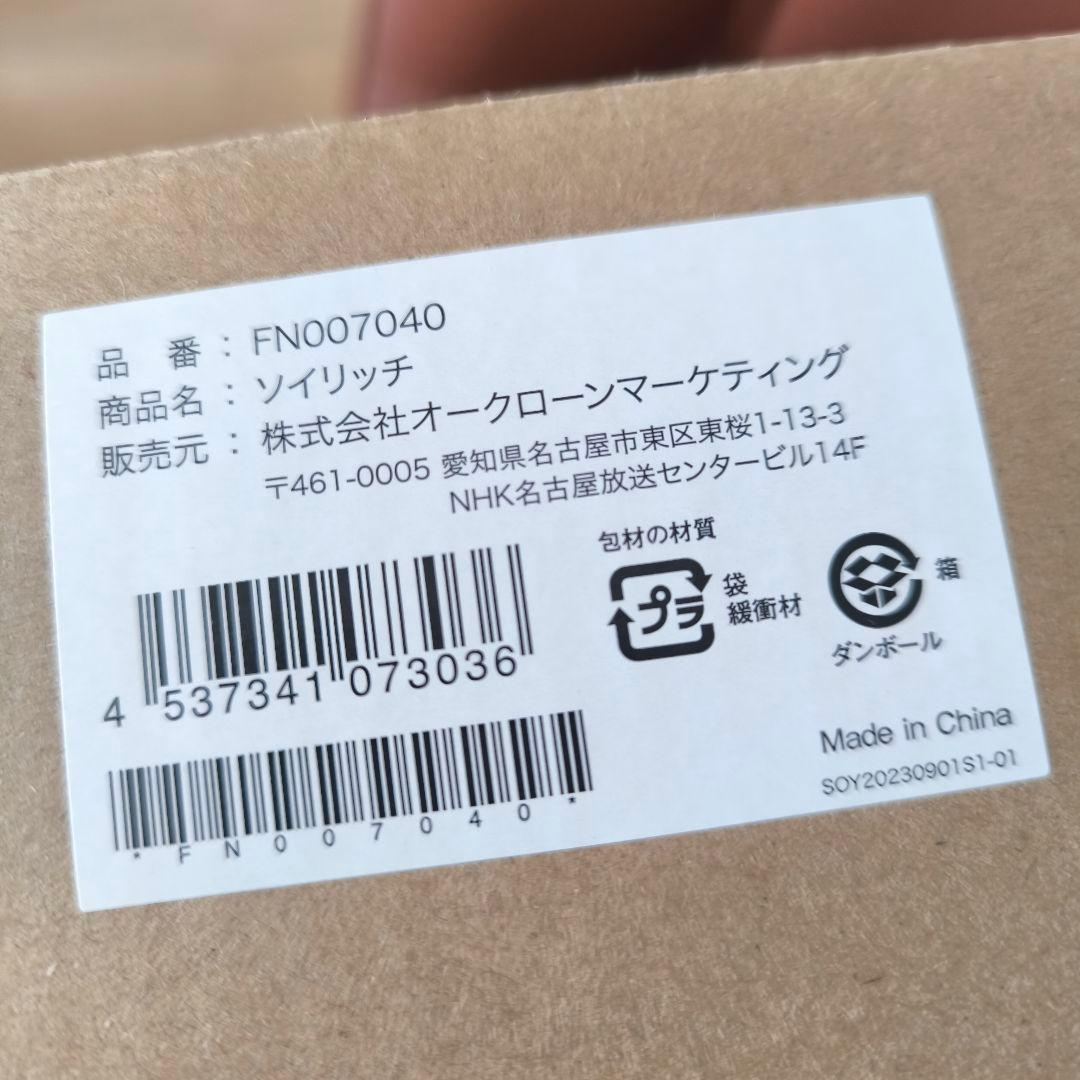 品 番 : FN007040
商品名 : ソイリッチ
販売元 : 株式会社オークローンマーケティング
〒461-0005 愛知県名古屋市東区東桜1-13-3
NHK名古屋放送センタービル14F
包材の材質
プラ
袋
緩衝材
箱
ダンボール
4 537341 073036
*FN007040*
Made in China
SOY20230901S1-01